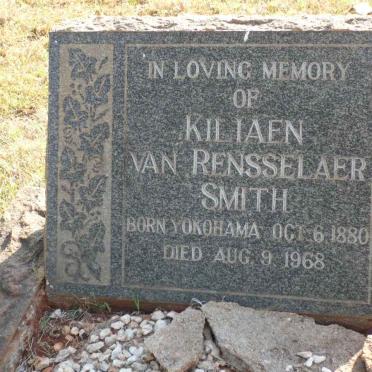 IN LOVING MEMORY
OF
KILIAEN
VAN RENSSELAER
SMITH
BORN YOKOHAMA OCT. 6 1880
DIED AUG. 9 1968